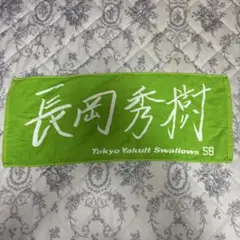 長岡秀樹
Tokyo Yakult Swallows 58